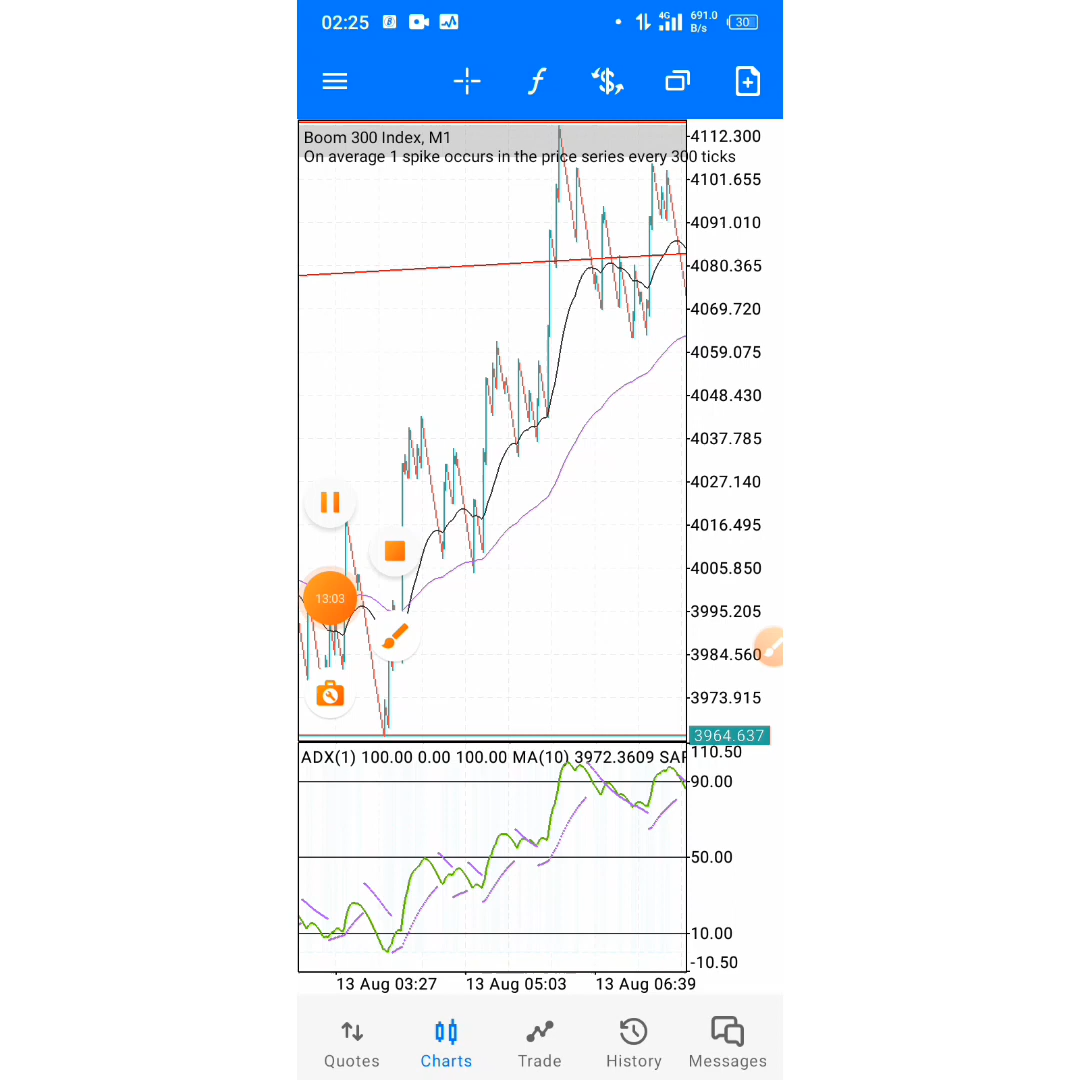 02:25
4G
691.0
B/s
30
Boom 300 Index, M1
On average 1 spike occurs in the price series every 300 ticks
4112.300
4101.655
4091.010
4080.365
4069.720
4059.075
4048.430
4037.785
4027.140
4016.495
4005.850
3995.205
3984.560
3973.915
3964.637
13:03
ADX(1) 100.00 0.00 100.00 MA(10) 3972.3609
110.50
90.00
50.00
10.00
-10.50
13 Aug 03:27
13 Aug 05:03
13 Aug 06:39
Quotes
Charts
Trade
History
Messages